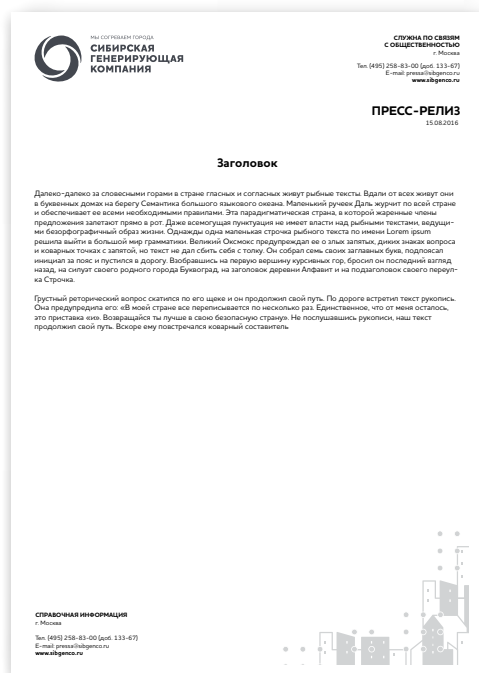 МЫ СОГРЕВАЕМ ГОРОДА
СИБИРСКАЯ
ГЕНЕРИРУЮЩАЯ
КОМПАНИЯ
СЛУЖБА ПО СВЯЗЯМ
С ОБЩЕСТВЕННОСТЬЮ
г. Москва
Тел. (495) 258-83-00 (доб. 133-67)
E-mail: pressa@sibgenco.ru
www.sibgenco.ru
ПРЕСС-РЕЛИЗ
15.08.2016
Заголовок
Далеко-далеко за словесными горами в стране гласных и согласных живут рыбные тексты. Вдали от всех живут они
в буквенных домах на берегу Семантика большого языкового океана. Маленький ручеек Даль журчит по всей стране
и обеспечивает ее всеми необходимыми правилами. Эта парадигматическая страна, в которой жаренные члены
предложения залетают прямо в рот. Даже всемогущая пунктуация не имеет власти над рыбными текстами, ведущи-
ми безорфографичный образ жизни. Однажды одна маленькая строчка рыбного текста по имени Lorem ipsum
решила выйти в большой мир грамматики. Великий Оксмокс предупреждал ее о злых запятых, диких знаках вопроса
и коварных точках с запятой, но текст не дал сбить себя с толку. Он собрал семь своих заглавных букв, подпоясал
инициал за пояс и пустился в дорогу. Взобравшись на первую вершину курсивных гор, бросил он последний взгляд
назад, на силуэт своего родного города Буквоград, на заголовок деревни Алфавит и на подзаголовок своего переул-
ка Строчка.
Грустный реторический вопрос скатился по его щеке и он продолжил свой путь. По дороге встретил текст рукопись.
Она предупредила его: «В моей стране все переписывается по несколько раз. Единственное, что от меня осталось,
это приставка «и». Возвращайся ты лучше в свою безопасную страну». Не послушавшись рукописи, наш текст
продолжил свой путь. Вскоре ему повстречался коварный составитель
СПРАВОЧНАЯ ИНФОРМАЦИЯ
г. Москва
Тел. (495) 258-83-00 (доб. 133-67)
E-mail: pressa@sibgenco.ru
www.sibgenco.ru